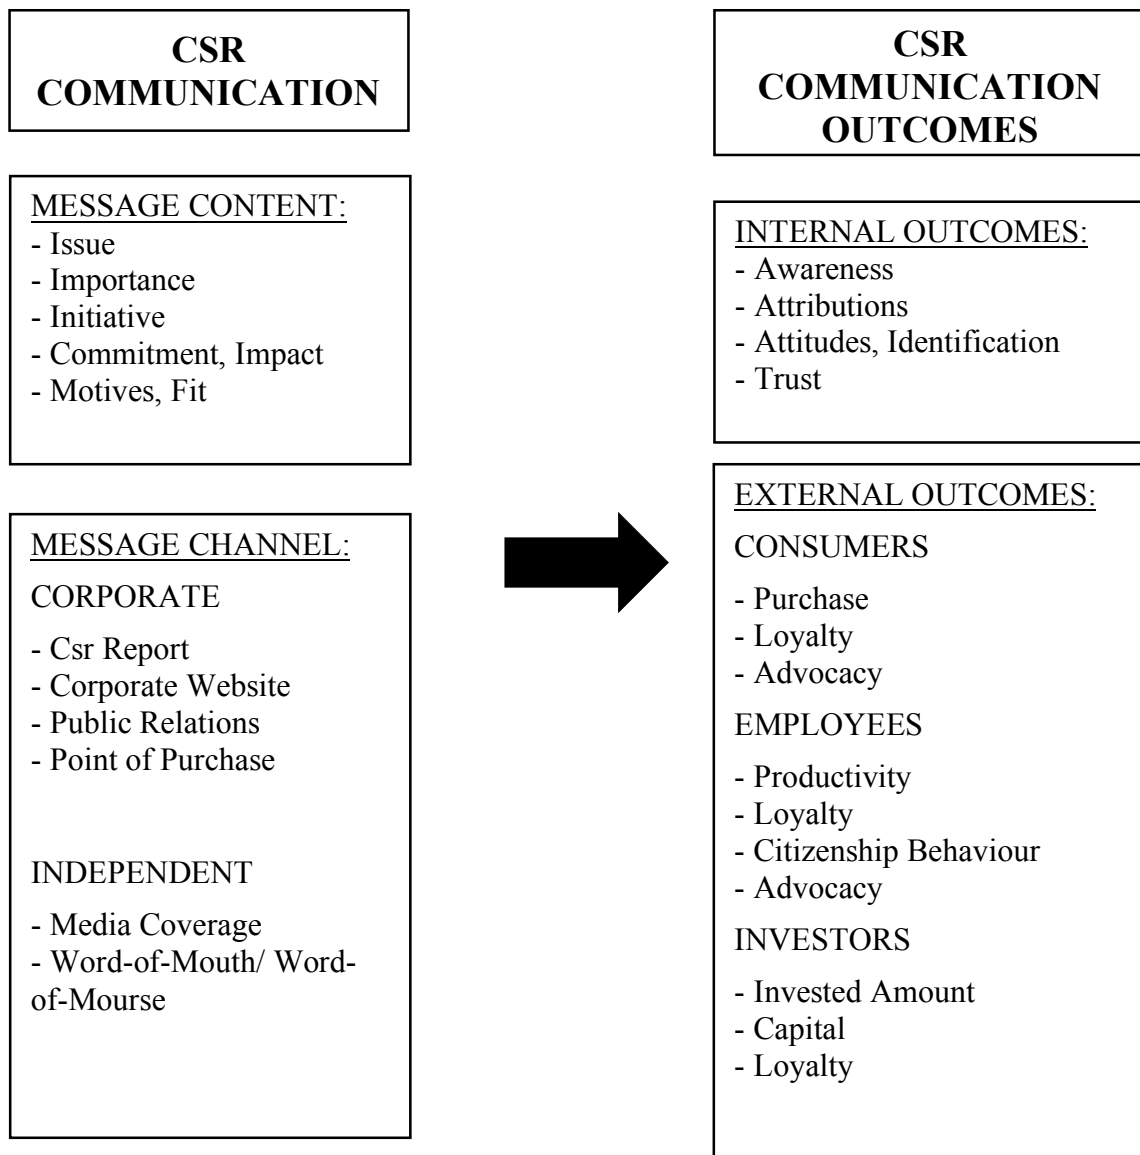 CSR
COMMUNICATION
MESSAGE CONTENT:
- Issue
- Importance
- Initiative
- Commitment, Impact
- Motives, Fit
MESSAGE CHANNEL:
CORPORATE
- Csr Report
- Corporate Website
- Public Relations
- Point of Purchase
INDEPENDENT
- Media Coverage
- Word-of-Mouth/ Word-
of-Mourse
CSR
COMMUNICATION
OUTCOMES
INTERNAL OUTCOMES:
- Awareness
- Attributions
- Attitudes, Identification
- Trust
EXTERNAL OUTCOMES:
CONSUMERS
- Purchase
- Loyalty
- Advocacy
EMPLOYEES
- Productivity
- Loyalty
- Citizenship Behaviour
- Advocacy
INVESTORS
- Invested Amount
- Capital
- Loyalty